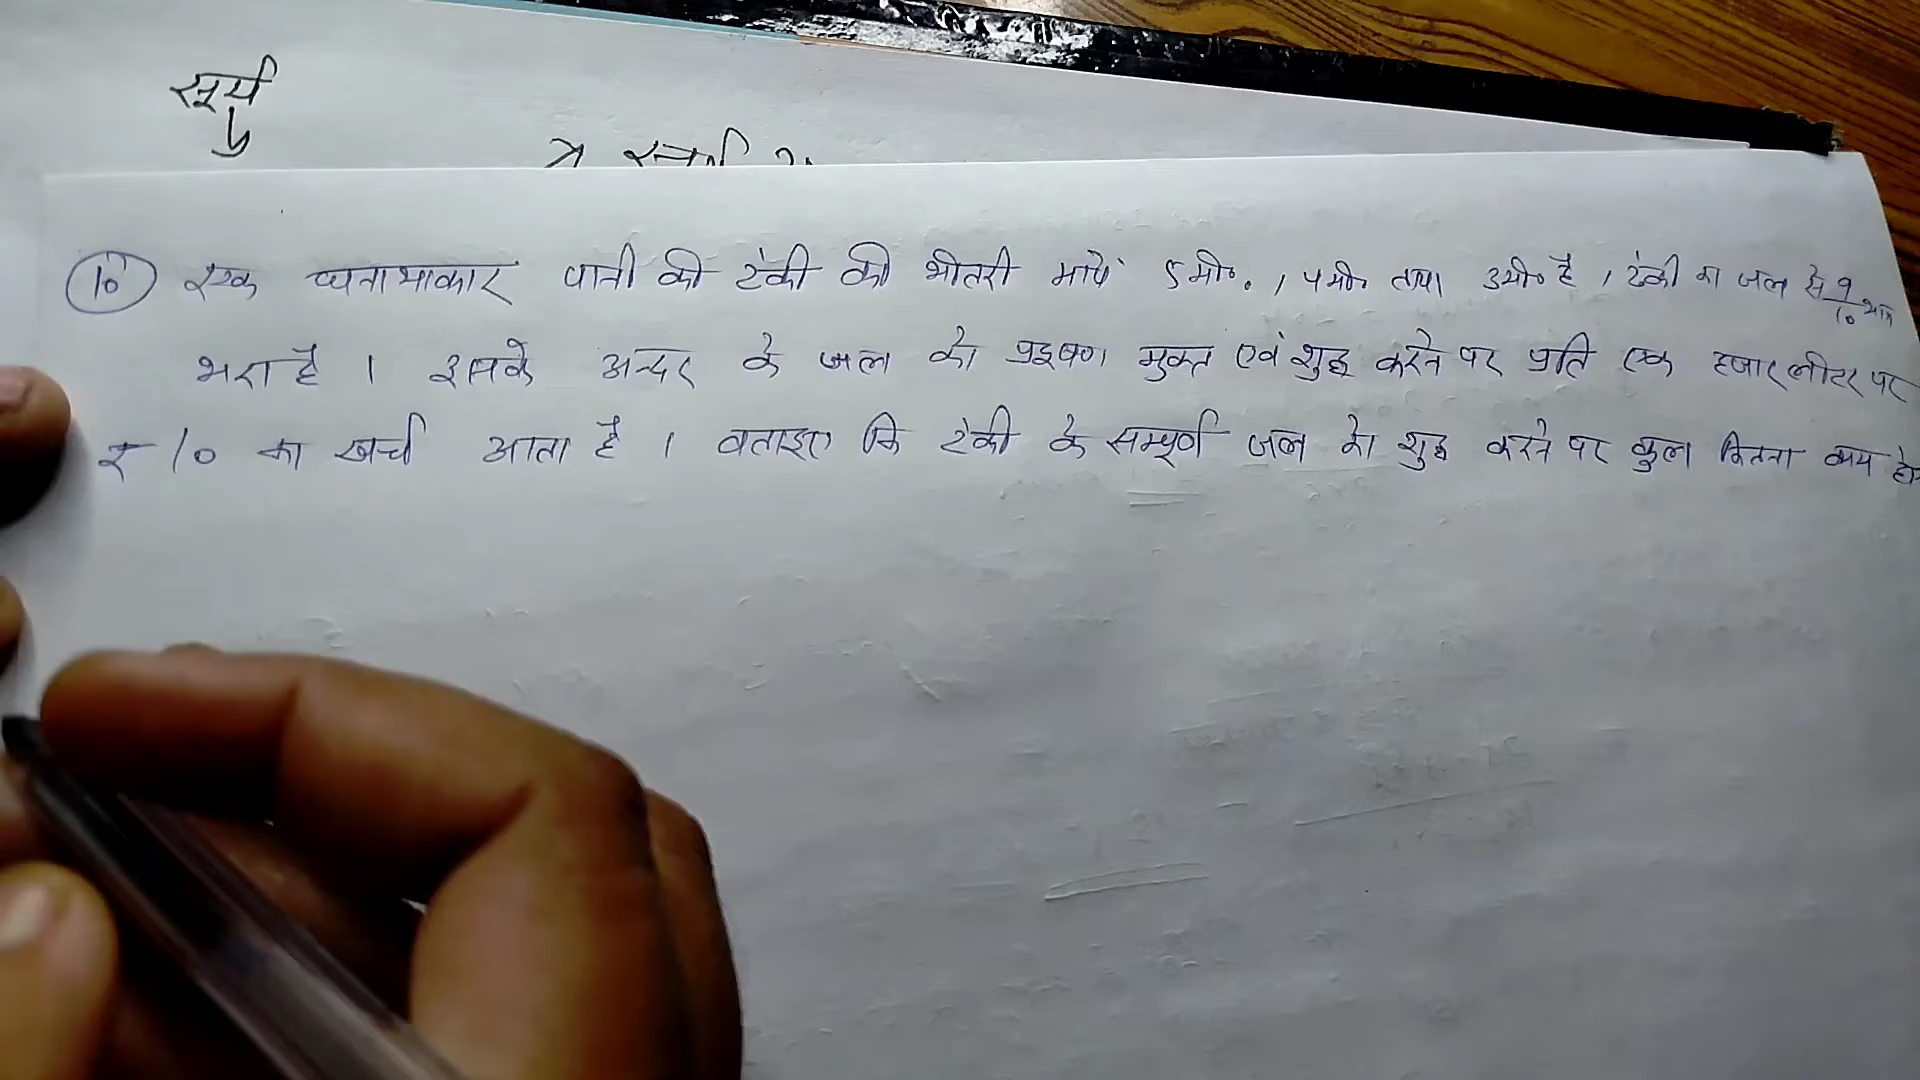 सूर्य
10 एक घनाभाकार पानी की टंकी की भीतरी मापें 5मी०, 4मी० तथा 3मी० है। टंकी का जल से 9/10 भाग
भरा है। इसके अन्दर के जल को प्रदूषण मुक्त एवं शुद्ध करने पर प्रति एक हजार लीटर पर
₹ 10 का खर्च आता है। बताइए कि टंकी के सम्पूर्ण जल को शुद्ध करने पर कुल कितना व्यय